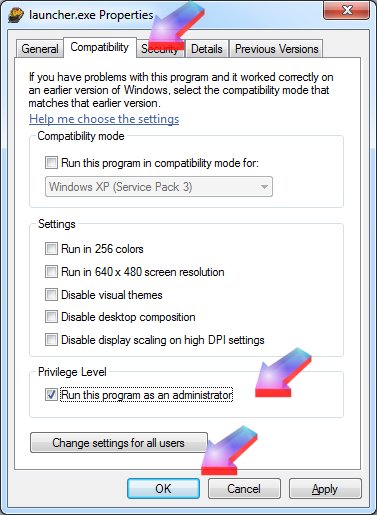 launcher.exe Properties
General
Compatibility
Security
Details
Previous Versions
If you have problems with this program and it worked correctly on
an earlier version of Windows, select the compatibility mode that
matches that earlier version.
Help me choose the settings
Compatibility mode
Run this program in compatibility mode for:
Windows XP (Service Pack 3)
Settings
Run in 256 colors
Run in 640 x 480 screen resolution
Disable visual themes
Disable desktop composition
Disable display scaling on high DPI settings
Privilege Level
Run this program as an administrator
Change settings for all users
OK
Cancel
Apply